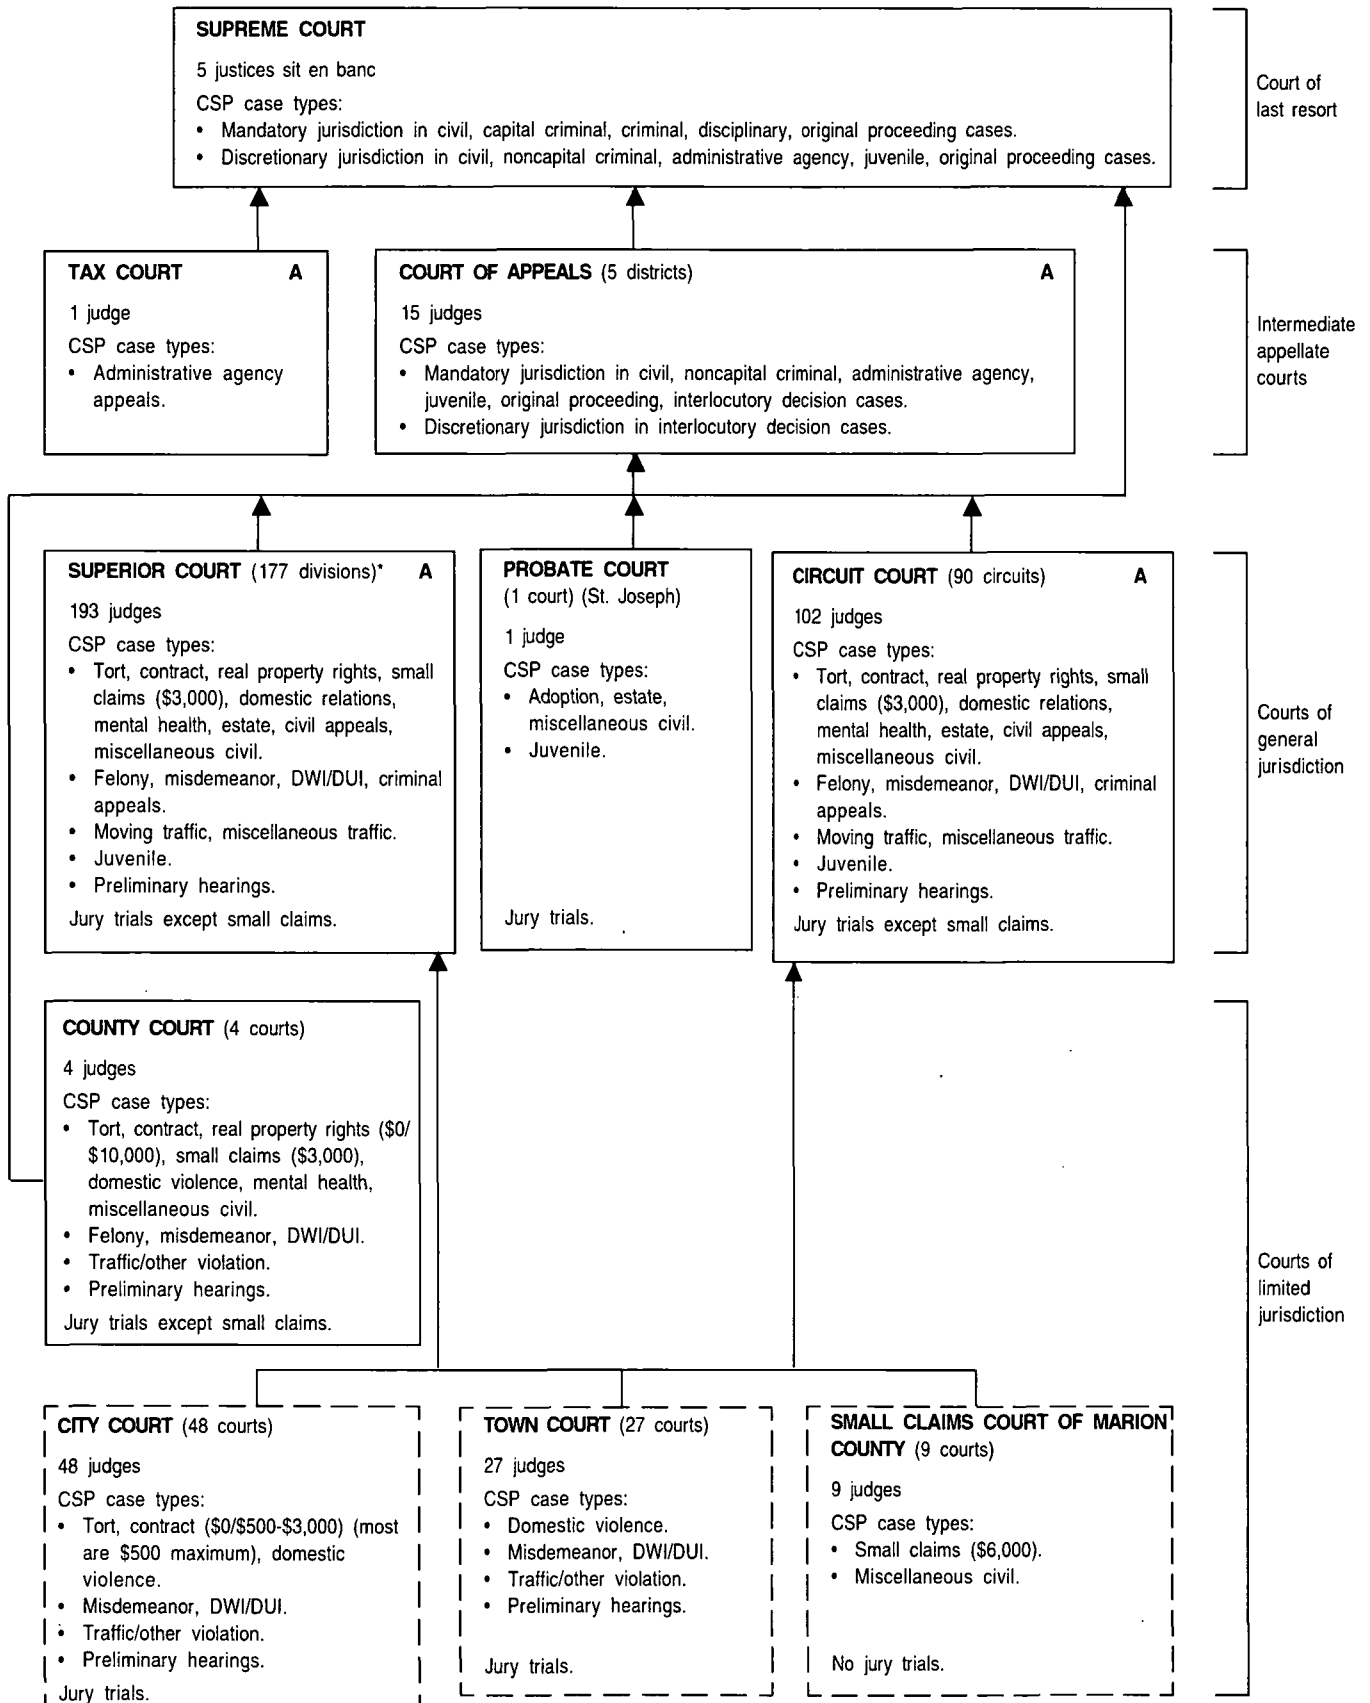 SUPREME COURT
5 justices sit en banc
CSP case types:
• Mandatory jurisdiction in civil, capital criminal, criminal, disciplinary, original proceeding cases.
• Discretionary jurisdiction in civil, noncapital criminal, administrative agency, juvenile, original proceeding cases.
Court of
last resort
TAX COURT A
1 judge
CSP case types:
• Administrative agency
appeals.
COURT OF APPEALS (5 districts) A
15 judges
CSP case types:
• Mandatory jurisdiction in civil, noncapital criminal, administrative agency,
juvenile, original proceeding, interlocutory decision cases.
• Discretionary jurisdiction in interlocutory decision cases.
Intermediate
appellate
courts
SUPERIOR COURT (177 divisions)* A
193 judges
CSP case types:
• Tort, contract, real property rights, small
claims ($3,000), domestic relations,
mental health, estate, civil appeals,
miscellaneous civil.
• Felony, misdemeanor, DWI/DUI, criminal
appeals.
• Moving traffic, miscellaneous traffic.
• Juvenile.
• Preliminary hearings.
Jury trials except small claims.
PROBATE COURT
(1 court) (St. Joseph)
1 judge
CSP case types:
• Adoption, estate,
miscellaneous civil.
• Juvenile.
Jury trials.
CIRCUIT COURT (90 circuits) A
102 judges
CSP case types:
• Tort, contract, real property rights, small
claims ($3,000), domestic relations,
mental health, estate, civil appeals,
miscellaneous civil.
• Felony, misdemeanor, DWI/DUI, criminal
appeals.
• Moving traffic, miscellaneous traffic.
• Juvenile.
• Preliminary hearings.
Jury trials except small claims.
Courts of
general
jurisdiction
COUNTY COURT (4 courts)
4 judges
CSP case types:
• Tort, contract, real property rights ($0/
$10,000), small claims ($3,000),
domestic violence, mental health,
miscellaneous civil.
• Felony, misdemeanor, DWI/DUI.
• Traffic/other violation.
• Preliminary hearings.
Jury trials except small claims.
Courts of
limited
jurisdiction
CITY COURT (48 courts)
48 judges
CSP case types:
• Tort, contract ($0/$500-$3,000) (most
are $500 maximum), domestic
violence.
• Misdemeanor, DWI/DUI.
• Traffic/other violation.
• Preliminary hearings.
Jury trials.
TOWN COURT (27 courts)
27 judges
CSP case types:
• Domestic violence.
• Misdemeanor, DWI/DUI.
• Traffic/other violation.
• Preliminary hearings.
Jury trials.
SMALL CLAIMS COURT OF MARION
COUNTY (9 courts)
9 judges
CSP case types:
• Small claims ($6,000).
• Miscellaneous civil.
No jury trials.